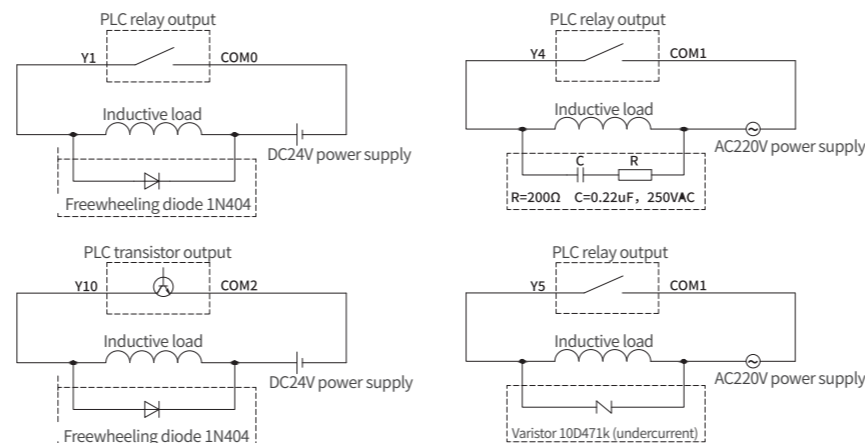 PLC relay output
Y1
COM0
Inductive load
DC24V power supply
Freewheeling diode 1N404
PLC relay output
Y4
COM1
Inductive load
AC220V power supply
C
R
R=200Ω C=0.22uF，250VAC
PLC transistor output
Y10
COM2
Inductive load
DC24V power supply
Freewheeling diode 1N404
PLC relay output
Y5
COM1
Inductive load
AC220V power supply
Varistor 10D471k (undercurrent)